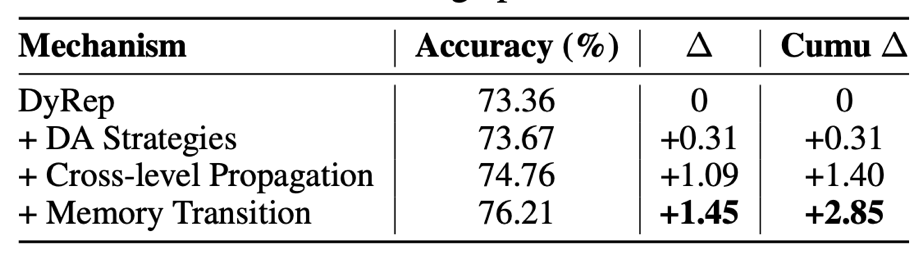 Mechanism Accuracy (%) Δ Cumu Δ
DyRep 73.36 0 0
+ DA Strategies 73.67 +0.31 +0.31
+ Cross-level Propagation 74.76 +1.09 +1.40
+ Memory Transition 76.21 +1.45 +2.85